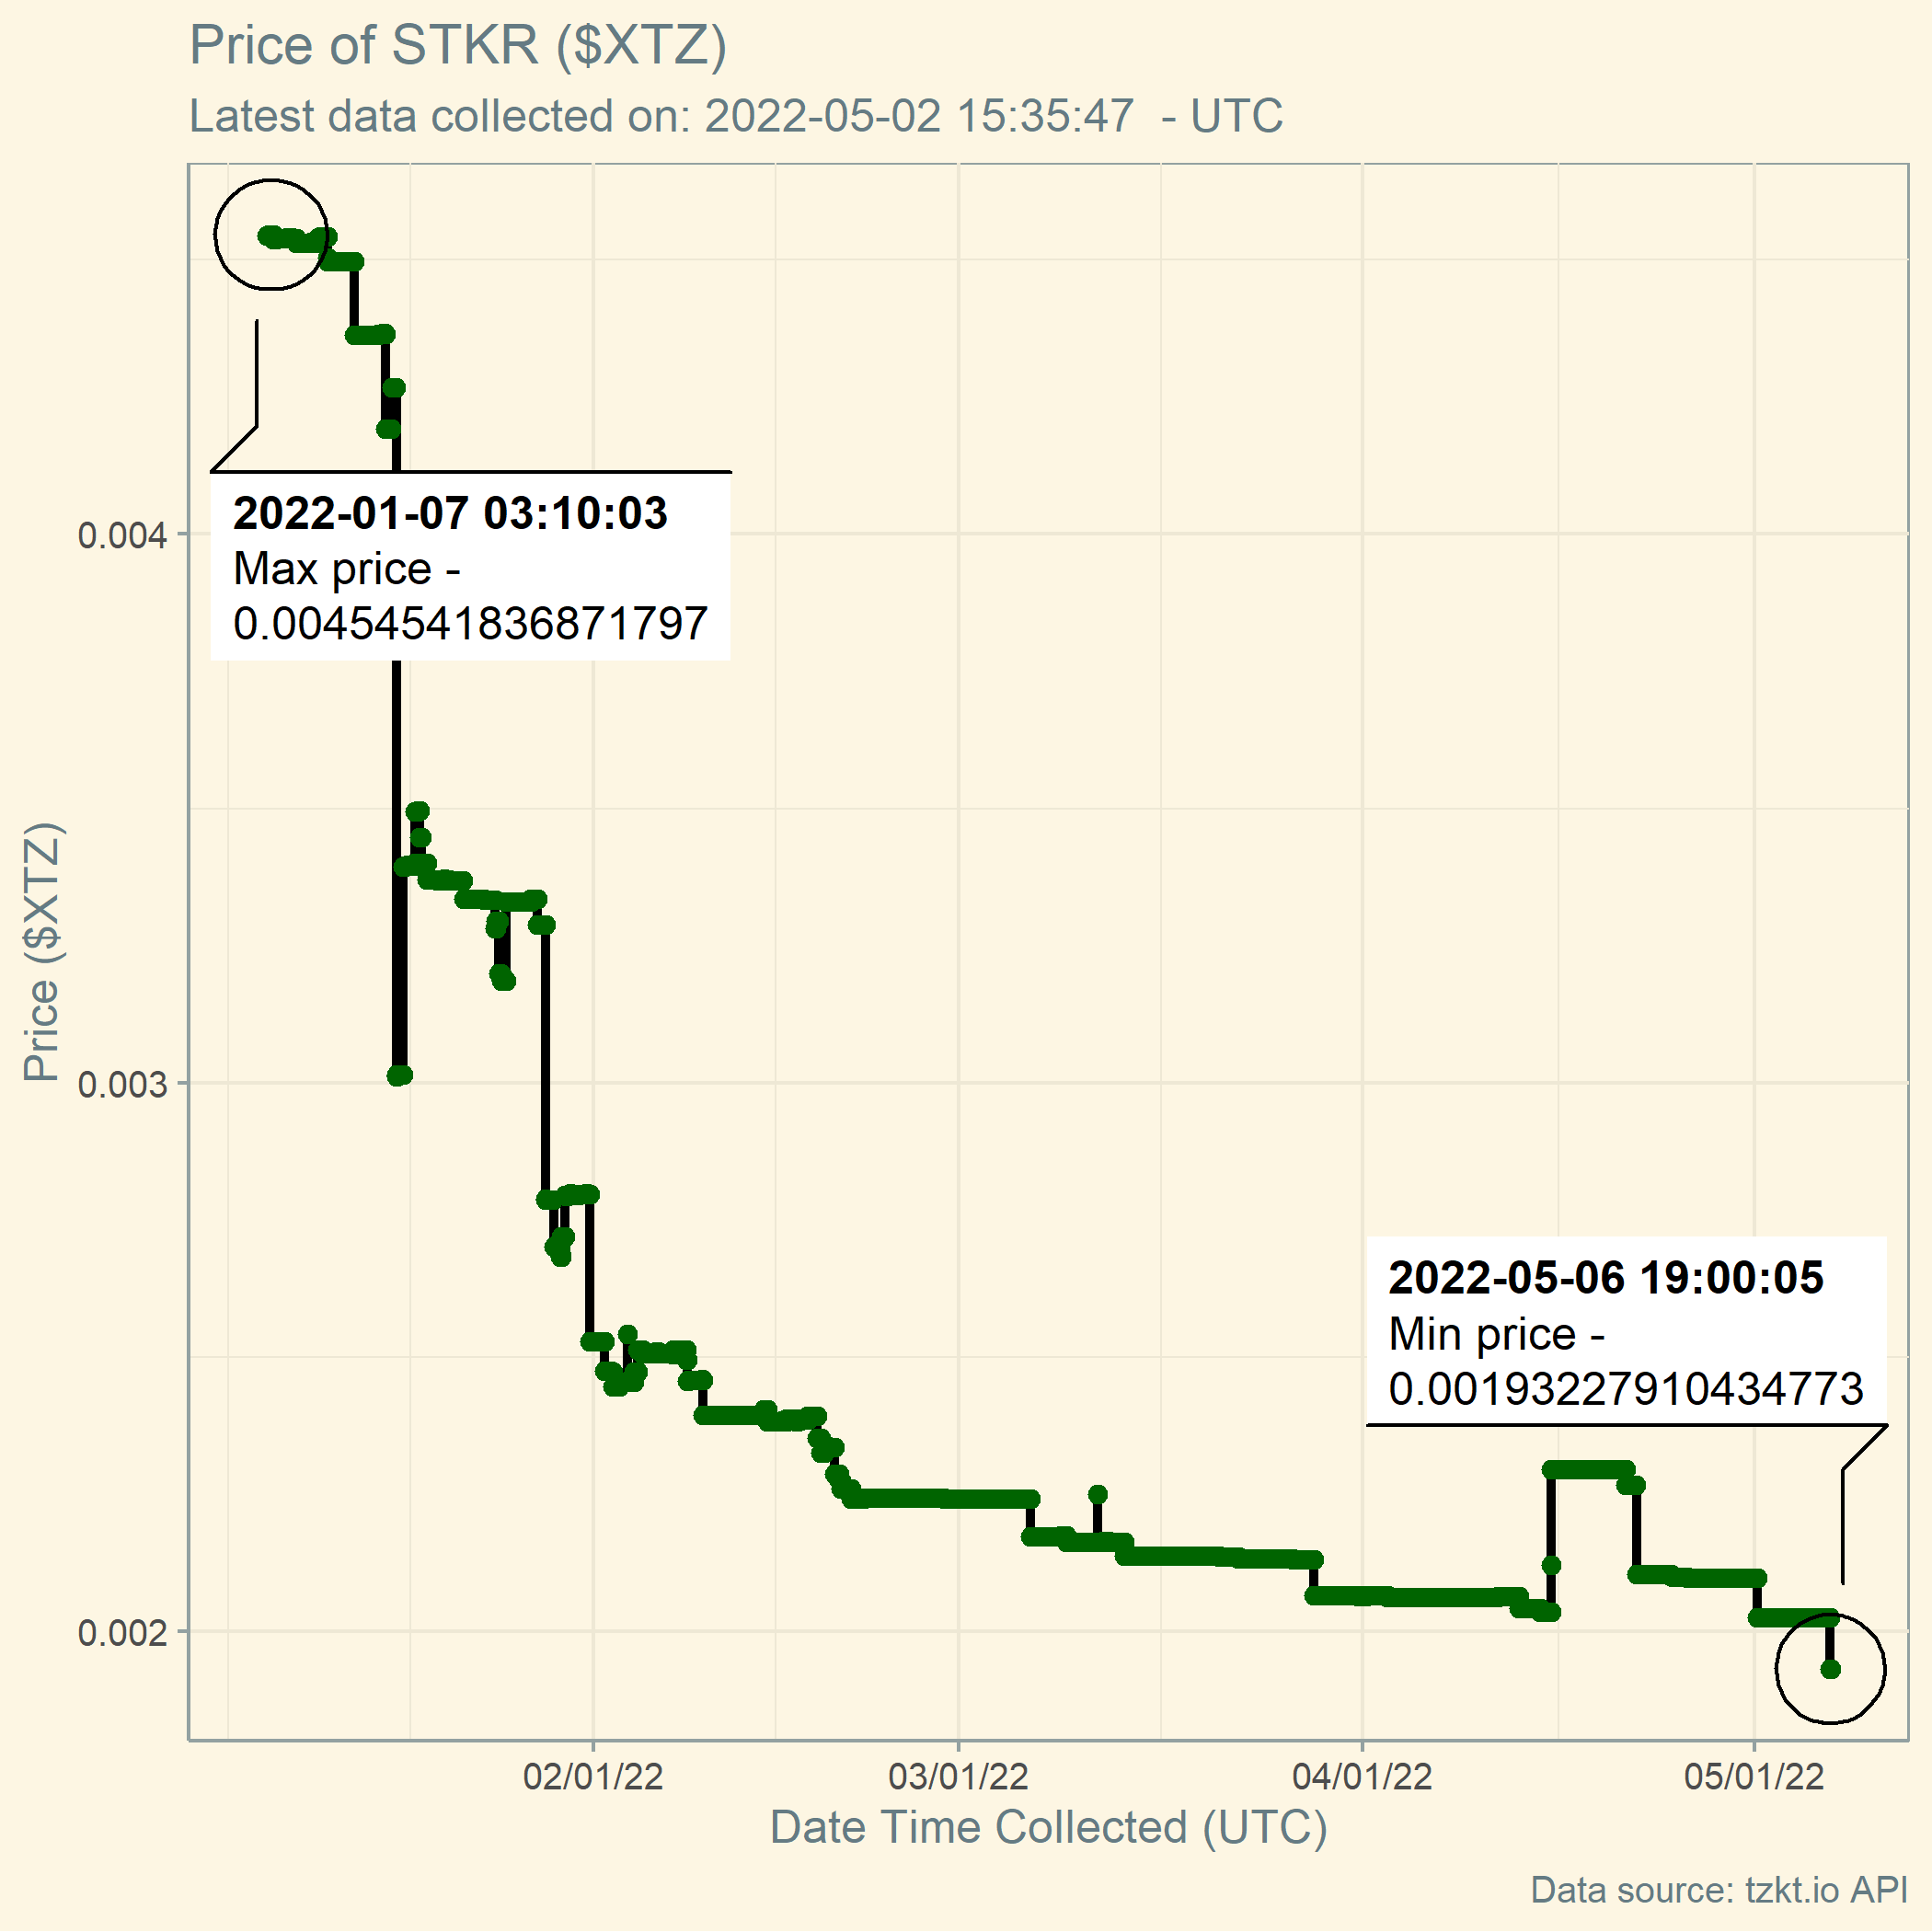 Price of STKR ($XTZ)
Latest data collected on: 2022-05-02 15:35:47  - UTC
2022-01-07 03:10:03
Max price -
0.00454541836871797
0.004
Price ($XTZ)
0.003
2022-05-06 19:00:05
Min price -
0.00193227910434773
0.002
02/01/22 03/01/22 04/01/22 05/01/22
Date Time Collected (UTC)
Data source: tzkt.io API